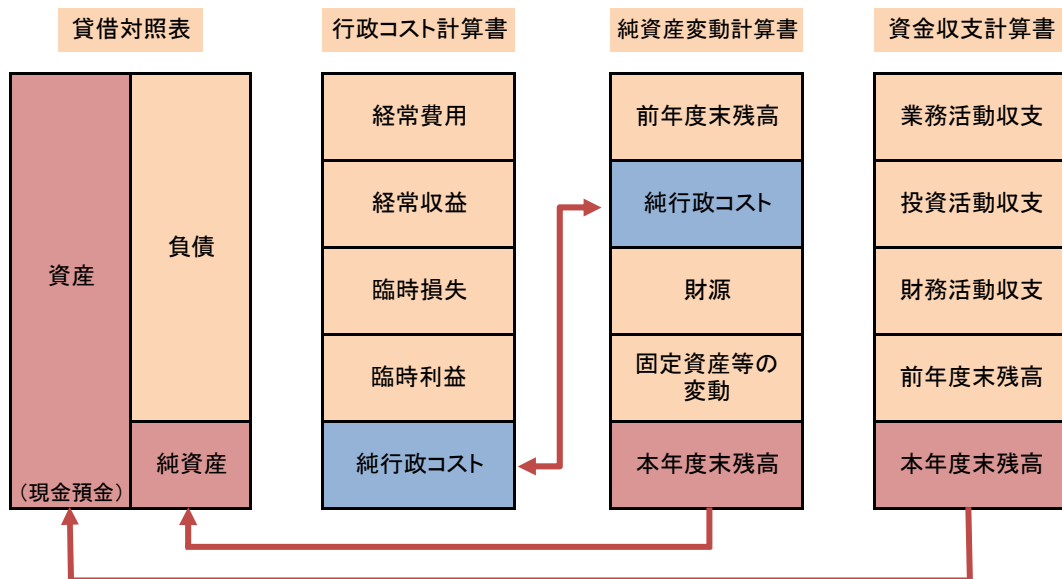 貸借対照表
資産
(現金預金)
負債
純資産
行政コスト計算書
経常費用
経常収益
臨時損失
臨時利益
純行政コスト
純資産変動計算書
前年度末残高
純行政コスト
財源
固定資産等の
変動
本年度末残高
資金収支計算書
業務活動収支
投資活動収支
財務活動収支
前年度末残高
本年度末残高